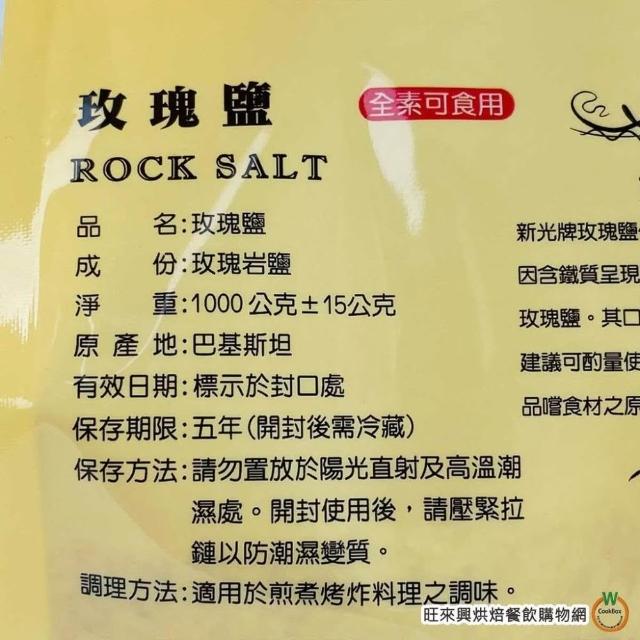 玫瑰鹽
全素可食用
ROCK SALT
品名:玫瑰鹽
成份:玫瑰岩鹽
淨重:1000公克±15公克
原產地:巴基斯坦
有效日期:標示於封口處
保存期限:五年(開封後需冷藏)
保存方法:請勿置放於陽光直射及高溫潮
濕處。開封使用後，請壓緊拉
鏈以防潮濕變質。
調理方法:適用於煎煮烤炸料理之調味。
新光牌玫瑰鹽
因含鐵質呈現
玫瑰鹽。其口
建議可酌量使
品嚐食材之原
W
CookBox
旺來興烘焙餐飲購物網